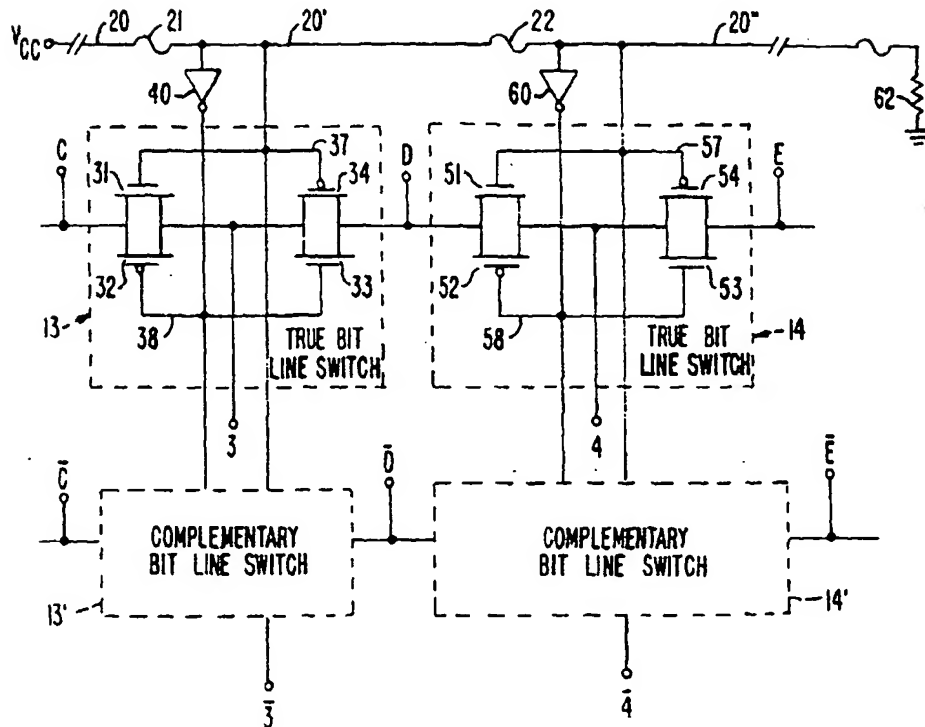 20
21
20'
22
20"
VCC
40
60
62
C
31
37
34
D
51
57
54
E
32
33
52
53
13
38
TRUE BIT
LINE SWITCH
58
TRUE BIT
LINE SWITCH
14
3
4
C̄
D̄
Ē
COMPLEMENTARY
BIT LINE SWITCH
COMPLEMENTARY
BIT LINE SWITCH
13'
14'
3̄
4̄